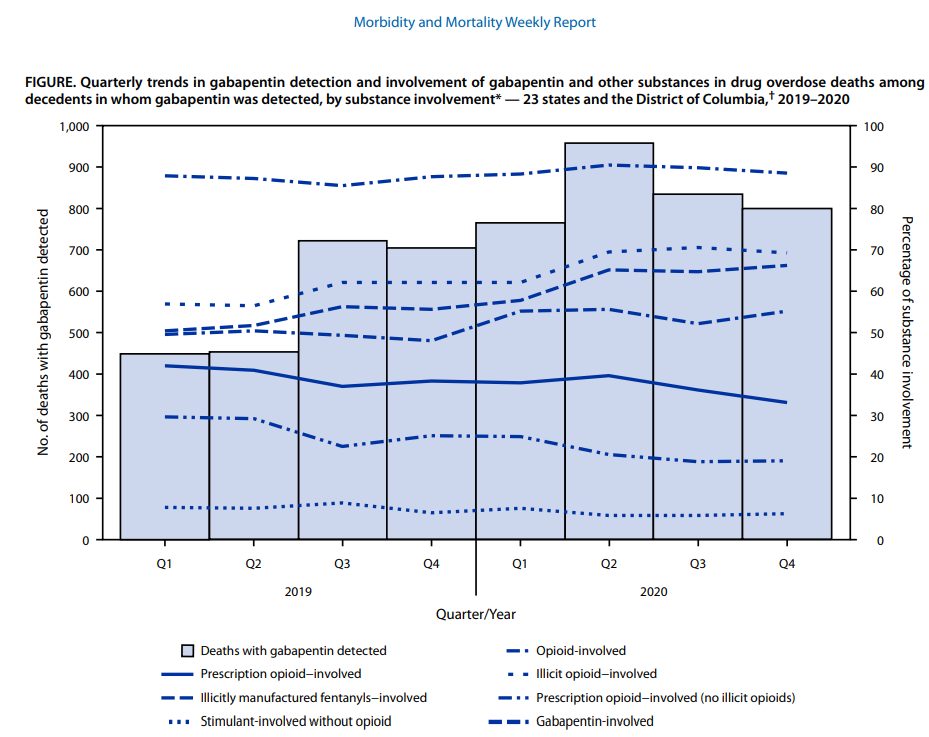 Morbidity and Mortality Weekly Report
FIGURE. Quarterly trends in gabapentin detection and involvement of gabapentin and other substances in drug overdose deaths among
decedents in whom gabapentin was detected, by substance involvement* — 23 states and the District of Columbia,† 2019–2020
No. of deaths with gabapentin detected
1,000
900
800
700
600
500
400
300
200
100
0
100
90
80
70
60
50
40
30
20
10
0
Percentage of substance involvement
Q1 Q2 Q3 Q4 Q1 Q2 Q3 Q4
2019 2020
Quarter/Year
Deaths with gabapentin detected
Prescription opioid–involved
Illicitly manufactured fentanyls–involved
Stimulant-involved without opioid
Opioid-involved
Illicit opioid–involved
Prescription opioid–involved (no illicit opioids)
Gabapentin-involved